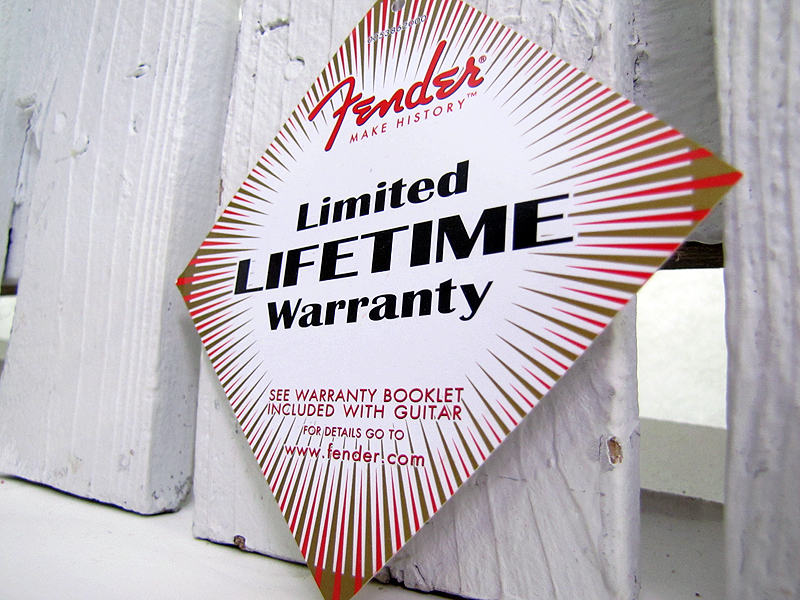 Fender®
MAKE HISTORY™
Limited
LIFETIME
Warranty
SEE WARRANTY BOOKLET
INCLUDED WITH GUITAR
FOR DETAILS GO TO
www.fender.com